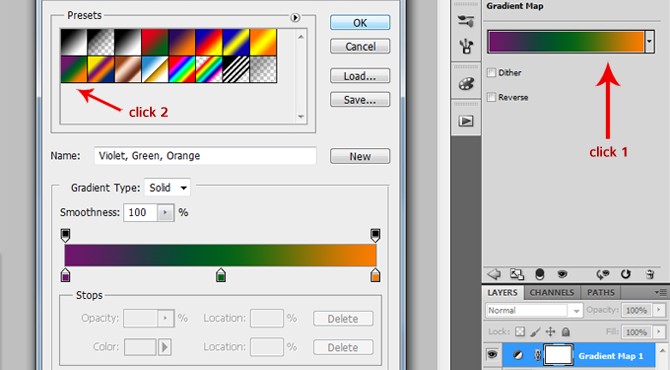 Presets
OK
Cancel
Load...
Save...
click 2
Name: Violet, Green, Orange
New
Gradient Type: Solid
Smoothness: 100 %
Stops
Opacity: % Location: Delete
Color: Location: Delete
Gradient Map
Dither
Reverse
click 1
LAYERS CHANNELS PATHS
Normal Opacity: 100%
Lock: Fill: 100%
Gradient Map 1